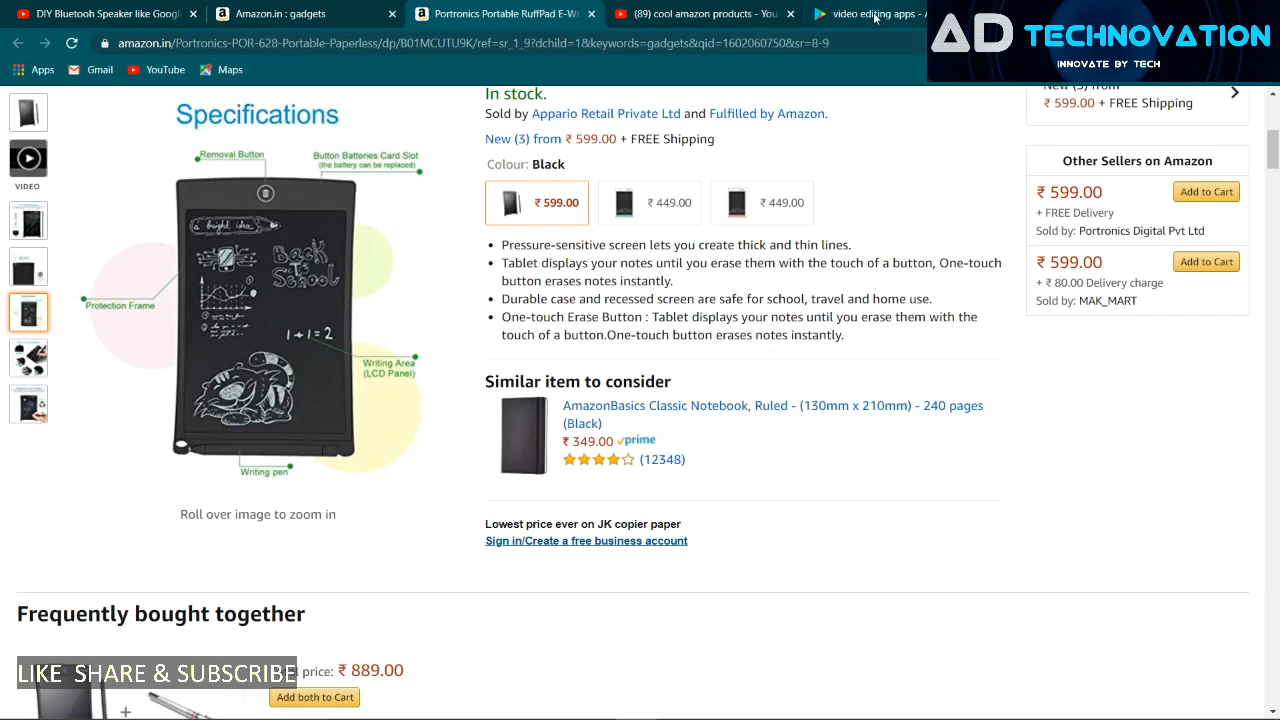 DIY Bluetooth Speaker like Googl
Amazon.in : gadgets
Portronics Portable RuffPad E-W
(89) cool amazon products - You
video editing apps - A
AD TECHNOVATION
INNOVATE BY TECH
amazon.in/Portronics-POR-628-Portable-Paperless/dp/B01MCUTU9K/ref=sr_1_9?dchild=1&keywords=gadgets&qid=1602060750&sr=8-9
Apps
Gmail
YouTube
Maps
VIDEO
Specifications
Removal Button
Button Batteries Card Slot
(the battery can be replaced)
a bright idea
Back
to
School
Protection Frame
1+1=2
Writing Area
(LCD Panel)
Writing pen
Roll over image to zoom in
In stock.
Sold by Appario Retail Private Ltd and Fulfilled by Amazon.
New (3) from ₹ 599.00 + FREE Shipping
Colour: Black
₹ 599.00
₹ 449.00
₹ 449.00
• Pressure-sensitive screen lets you create thick and thin lines.
• Tablet displays your notes until you erase them with the touch of a button, One-touch
button erases notes instantly.
• Durable case and recessed screen are safe for school, travel and home use.
• One-touch Erase Button : Tablet displays your notes until you erase them with the
touch of a button.One-touch button erases notes instantly.
Similar item to consider
AmazonBasics Classic Notebook, Ruled - (130mm x 210mm) - 240 pages
(Black)
₹ 349.00 prime
(12348)
Lowest price ever on JK copier paper
Sign in/Create a free business account
New (3) from
₹ 599.00 + FREE Shipping
Other Sellers on Amazon
₹ 599.00
Add to Cart
+ FREE Delivery
Sold by: Portronics Digital Pvt Ltd
₹ 599.00
Add to Cart
+ ₹ 80.00 Delivery charge
Sold by: MAK_MART
Frequently bought together
LIKE SHARE & SUBSCRIBE
price: ₹ 889.00
Add both to Cart